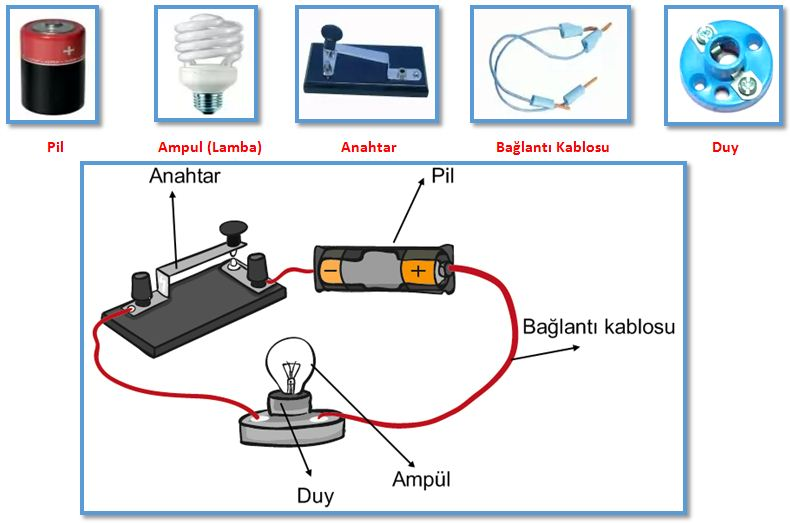 Pil
Ampul (Lamba)
Anahtar
Bağlantı Kablosu
Duy
Anahtar
Pil
− +
Bağlantı kablosu
Ampül
Duy